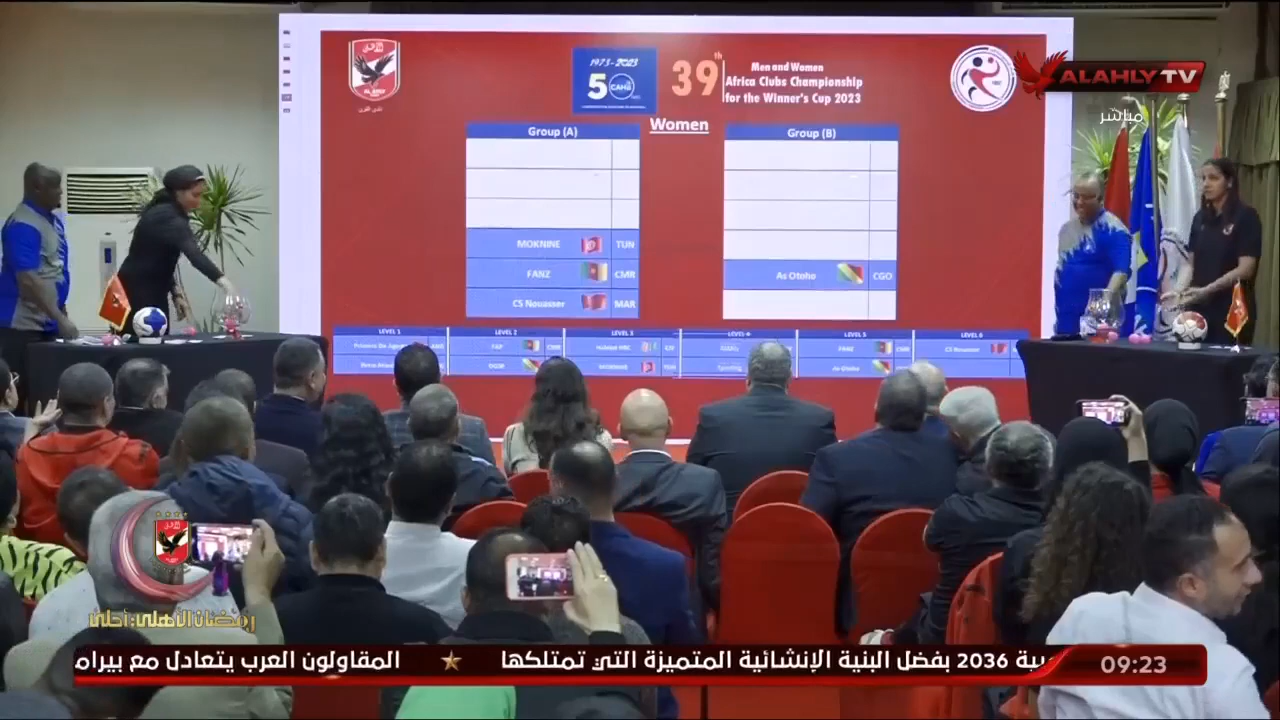 1973-2023
50
CAHB
39th
Men and Women
Africa Clubs Championship
for the Winner's Cup 2023
ALAHLY TV
مباشر
Women
Group (A)
Group (B)
MOKNINE TUN
FANZ CMR
CS Nouasser MAR
As Otoho CGO
LEVEL 1
LEVEL 2
LEVEL 3
LEVEL 4
LEVEL 5
LEVEL 6
FAP CMR
FANZ CMR
CS Nouasser
MOKNINE TUN
As Otoho
رمضان الأهلي.. أحلى
2036 بفضل البنية الإنشائية المتميزة التي تمتلكها
المقاولون العرب يتعادل مع بيرام
09:23